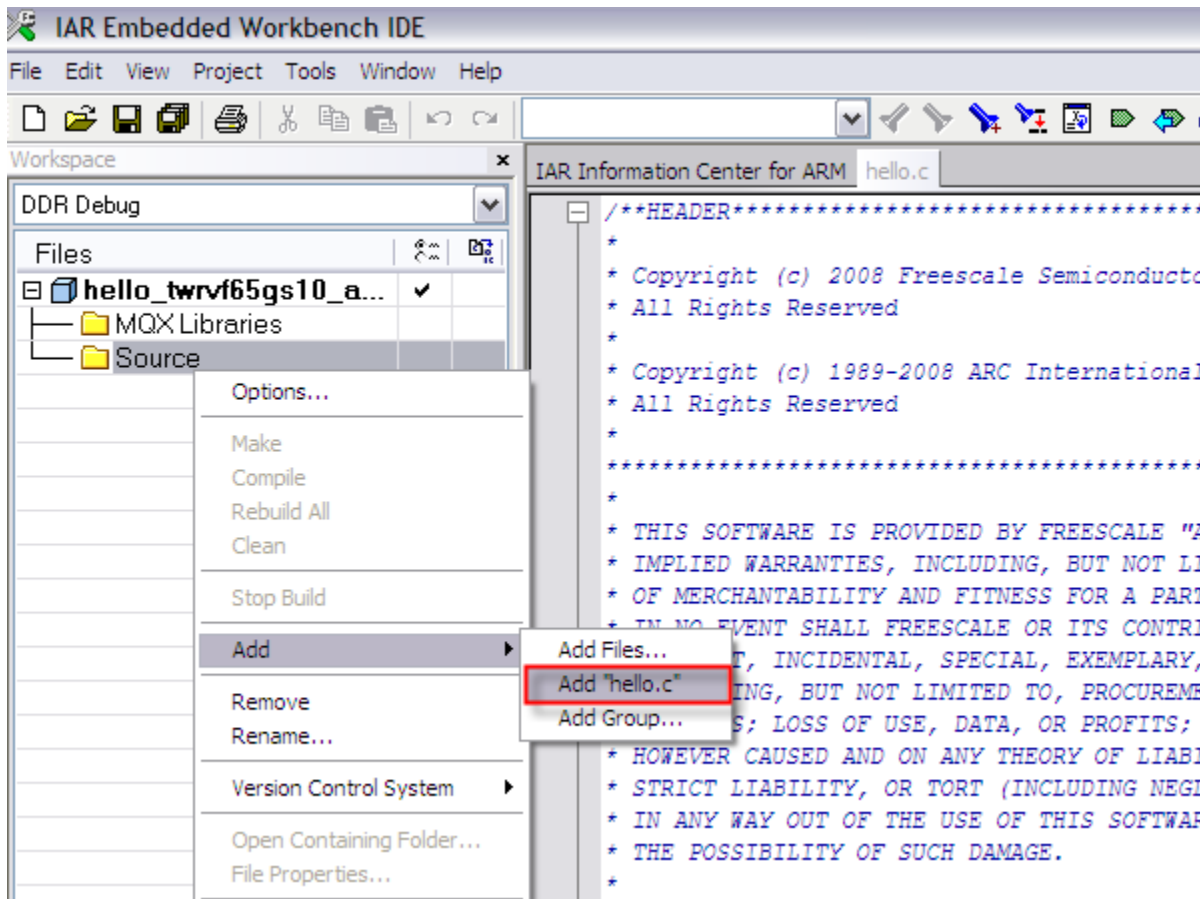 IAR Embedded Workbench IDE
File Edit View Project Tools Window Help
Workspace
DDR Debug
Files
hello_twrvf65gs10_a...
MQX Libraries
Source
Options...
Make
Compile
Rebuild All
Clean
Stop Build
Add
Remove
Rename...
Version Control System
Open Containing Folder...
File Properties...
Add Files...
Add "hello.c"
Add Group...
IAR Information Center for ARM hello.c
/**HEADER**********************************
*
* Copyright (c) 2008 Freescale Semiconducto
* All Rights Reserved
*
* Copyright (c) 1989-2008 ARC International
* All Rights Reserved
*
*******************************************
*
* THIS SOFTWARE IS PROVIDED BY FREESCALE "A
* IMPLIED WARRANTIES, INCLUDING, BUT NOT LI
* OF MERCHANTABILITY AND FITNESS FOR A PART
* IN NO EVENT SHALL FREESCALE OR ITS CONTRI
T, INCIDENTAL, SPECIAL, EXEMPLARY,
ING, BUT NOT LIMITED TO, PROCUREME
S; LOSS OF USE, DATA, OR PROFITS;
* HOWEVER CAUSED AND ON ANY THEORY OF LIABI
* STRICT LIABILITY, OR TORT (INCLUDING NEGL
* IN ANY WAY OUT OF THE USE OF THIS SOFTWAR
* THE POSSIBILITY OF SUCH DAMAGE.
*